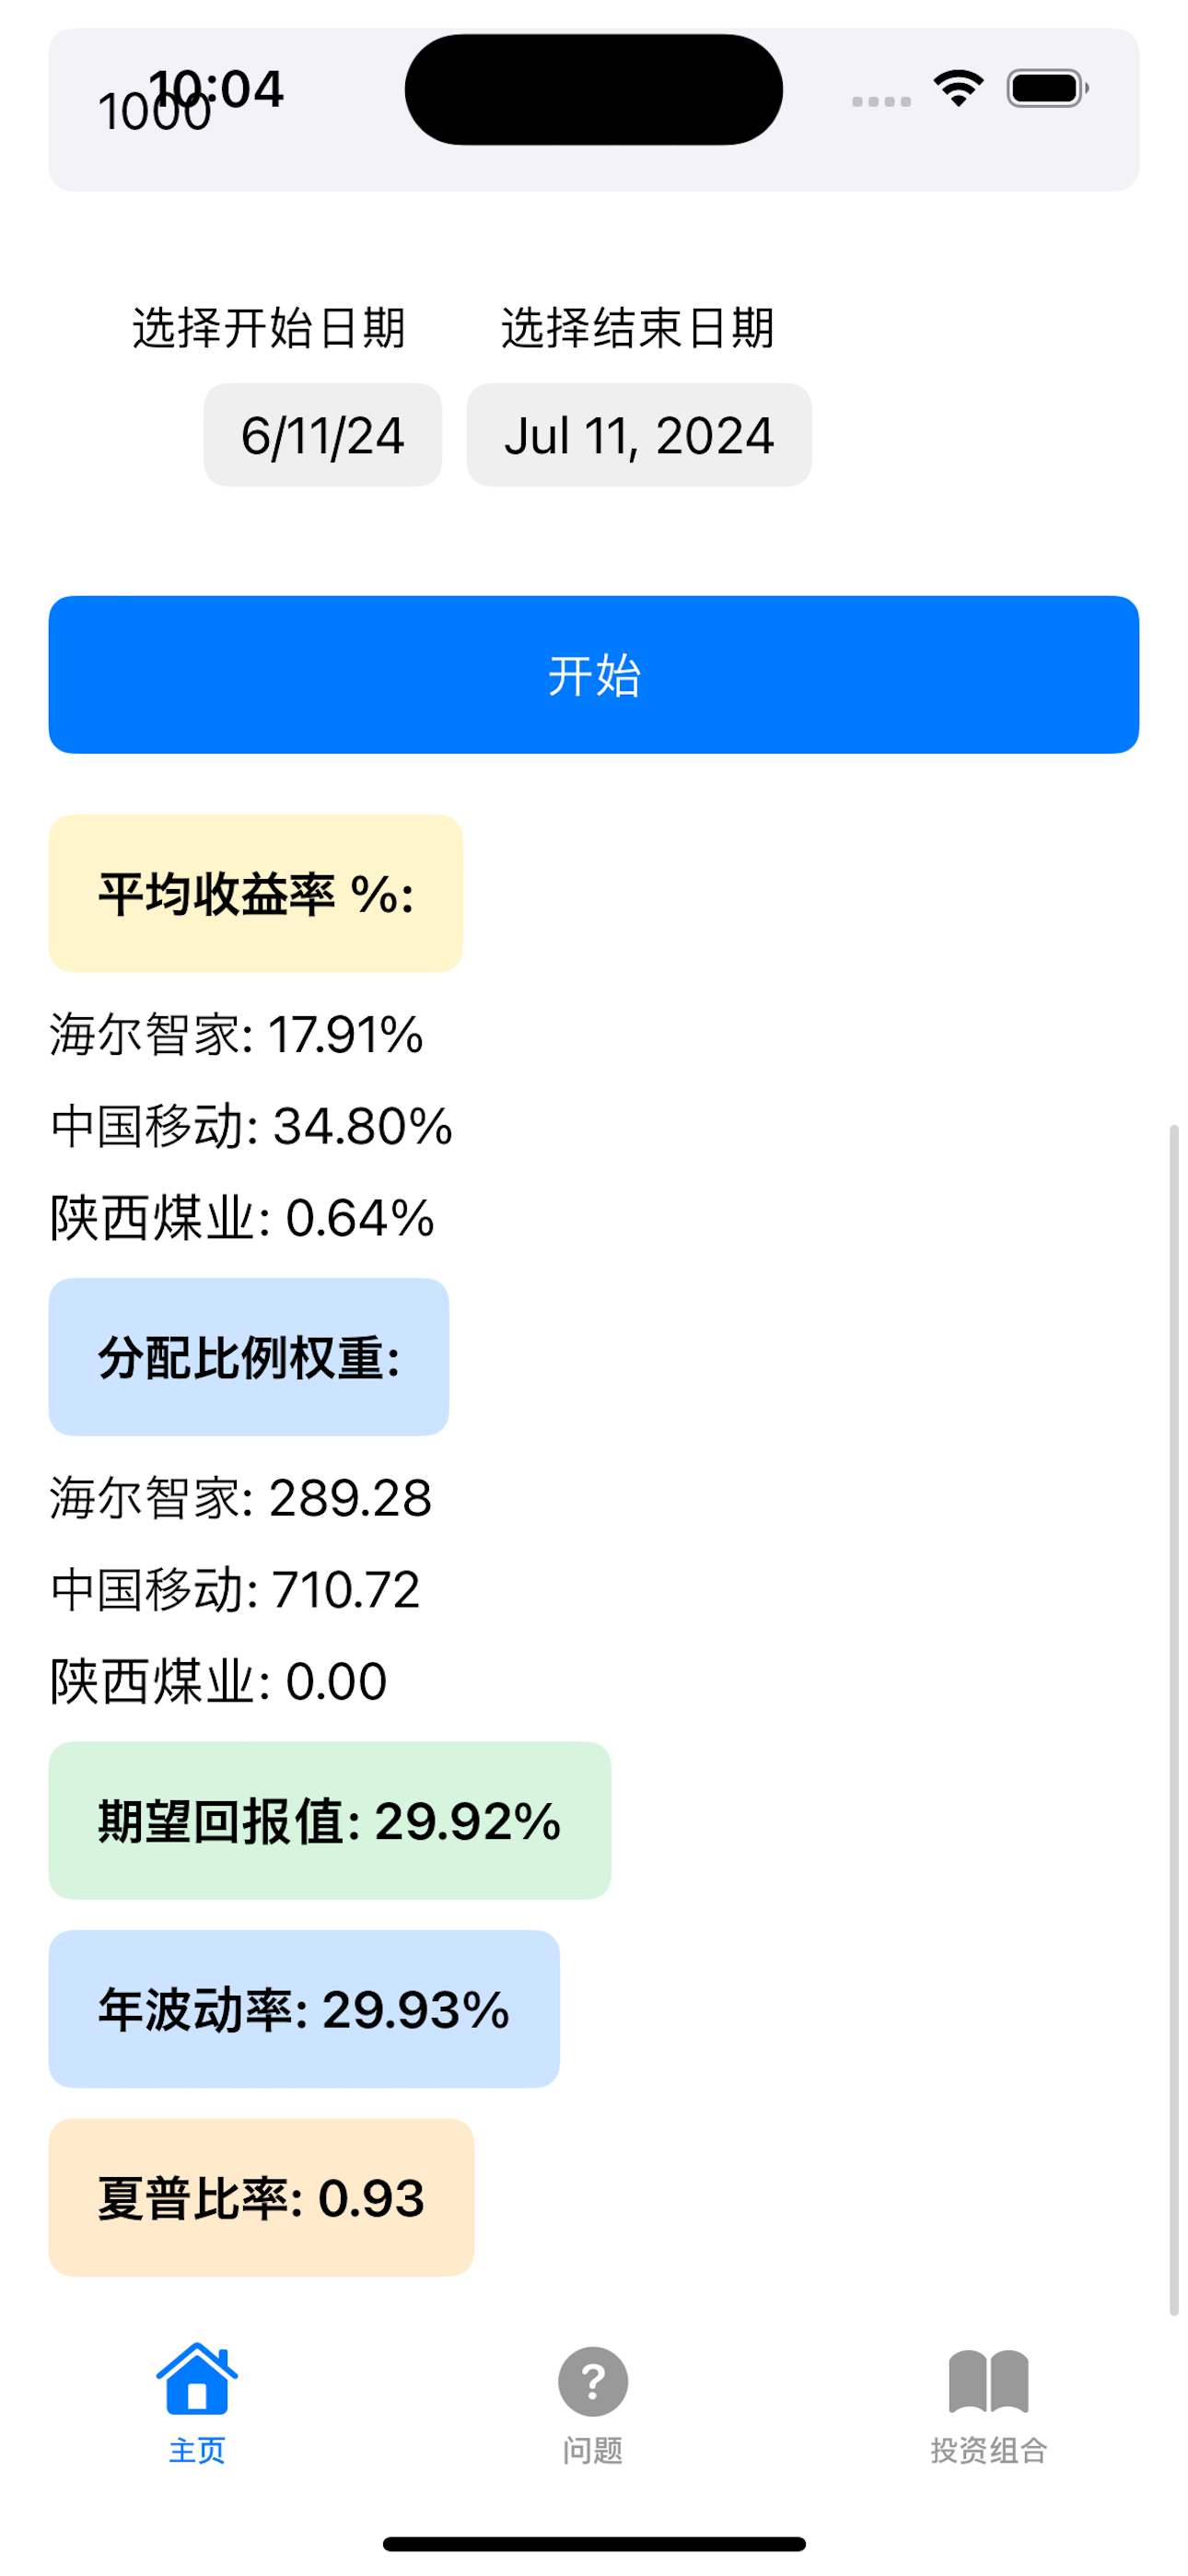 10:04
1000
选择开始日期 选择结束日期
6/11/24 Jul 11, 2024
开始
平均收益率 %:
海尔智家: 17.91%
中国移动: 34.80%
陕西煤业: 0.64%
分配比例权重:
海尔智家: 289.28
中国移动: 710.72
陕西煤业: 0.00
期望回报值: 29.92%
年波动率: 29.93%
夏普比率: 0.93
主页 问题 投资组合